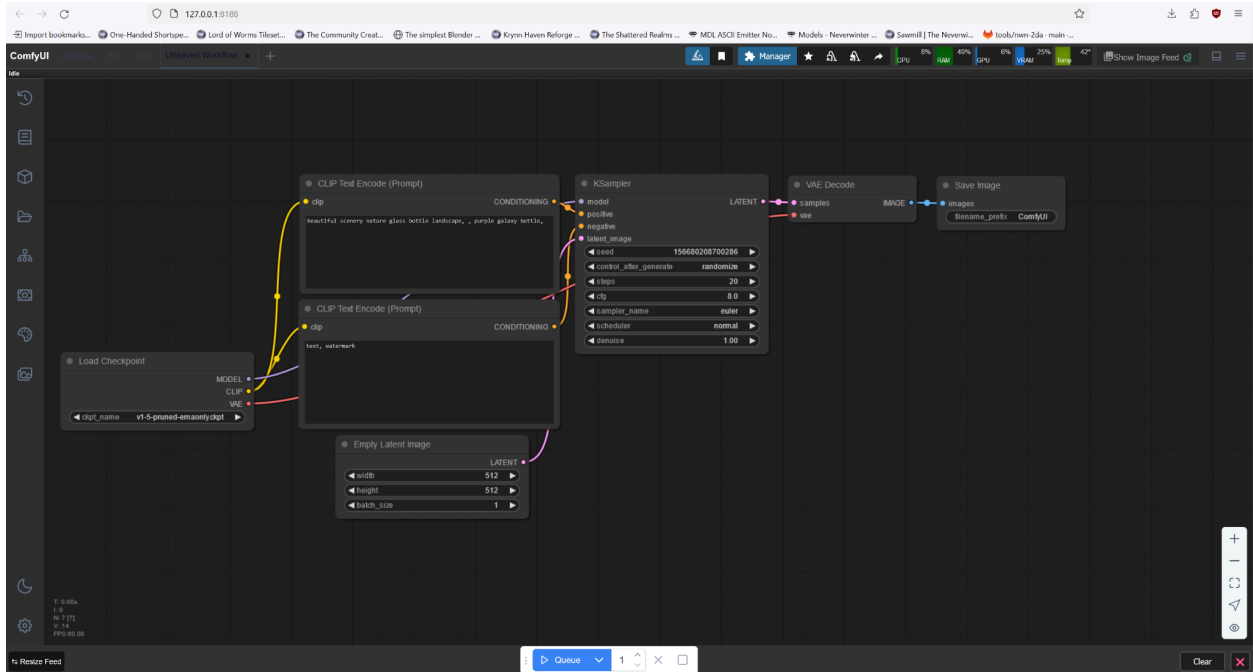 127.0.0.1:8188
Import bookmarks...
One-Handed Shortspe...
Lord of Worms Tileset...
The Community Creat...
The simplest Blender ...
Krynn Haven Reforge ...
The Shattered Realms ...
MDL ASCII Emitter No...
Models - Neverwinter ...
Sawmill | The Neverwi...
tools/nwn-2da - main -...
ComfyUI
Workflow Edit Help
Unsaved Workflow
Manager
CPU 8%
RAM 49%
GPU 6%
VRAM 25%
Temp 42°
Show Image Feed
Idle
CLIP Text Encode (Prompt)
clip
CONDITIONING
beautiful scenery nature glass bottle landscape, , purple galaxy bottle,
CLIP Text Encode (Prompt)
clip
CONDITIONING
text, watermark
Load Checkpoint
MODEL
CLIP
VAE
ckpt_name v1-5-pruned-emaonly.ckpt
Empty Latent Image
LATENT
width 512
height 512
batch_size 1
KSampler
model
LATENT
positive
negative
latent_image
seed 156680208700286
control_after_generate randomize
steps 20
cfg 8.0
sampler_name euler
scheduler normal
denoise 1.00
VAE Decode
samples
IMAGE
vae
Save Image
images
filename_prefix ComfyUI
T: 0.00s
I: 0
N: 7 [7]
V: 14
FPS:60.00
Resize Feed
Queue
1
Clear